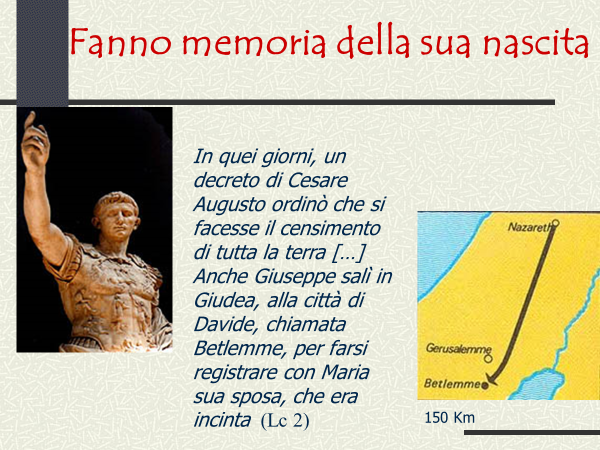 Fanno memoria della sua nascita
In quei giorni, un
decreto di Cesare
Augusto ordinò che si
facesse il censimento
di tutta la terra […]
Anche Giuseppe salì in
Giudea, alla città di
Davide, chiamata
Betlemme, per farsi
registrare con Maria
sua sposa, che era
incinta (Lc 2)
Nazareth
Gerusalemme
Betlemme
150 Km